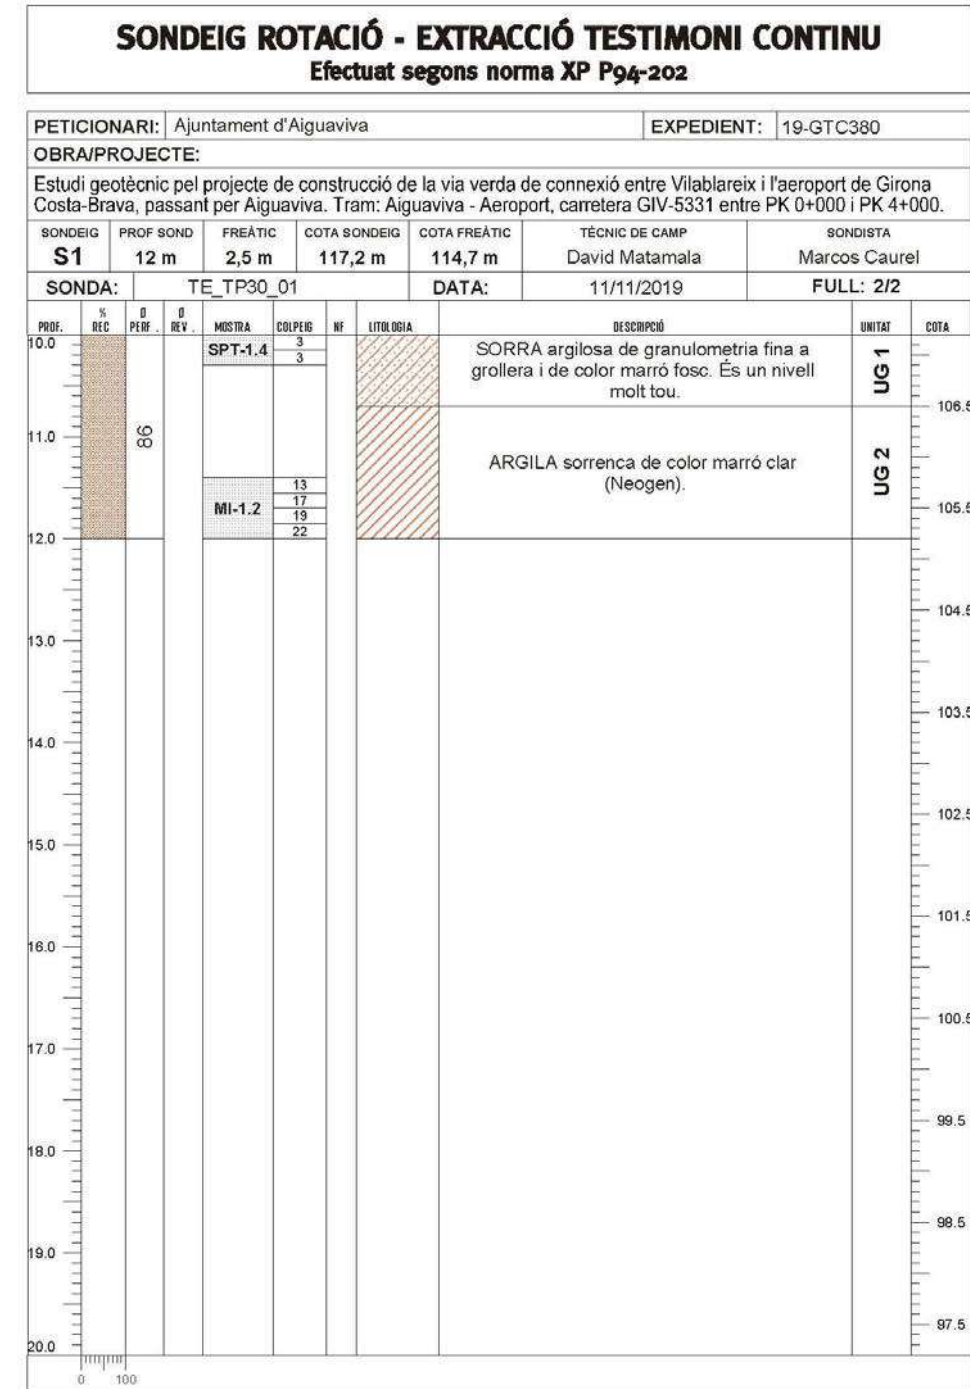 SONDEIG ROTACIÓ - EXTRACCIÓ TESTIMONI CONTINU
Efectuat segons norma XP P94-202
PETICIONARI: Ajuntament d'Aiguaviva EXPEDIENT: 19-GTC380
OBRA/PROJECTE:
Estudi geotècnic pel projecte de construcció de la via verda de connexió entre Vilablareix i l'aeroport de Girona
Costa-Brava, passant per Aiguaviva. Tram: Aiguaviva - Aeroport, carretera GIV-5331 entre PK 0+000 i PK 4+000.
SONDEIG PROF SOND FREÀTIC COTA SONDEIG COTA FREÀTIC TÈCNIC DE CAMP SONDISTA
S1 12 m 2,5 m 117,2 m 114,7 m David Matamala Marcos Caurel
SONDA: TE_TP30_01 DATA: 11/11/2019 FULL: 2/2
PROF. % REC Ø PERF. Ø REV. MOSTRA COLPEIG NF LITOLOGIA DESCRIPCIÓ UNITAT COTA
10.0
SPT-1.4
3
3
SORRA argilosa de granulometria fina a
grollera i de color marró fosc. És un nivell
molt tou.
UG 1
106.5
11.0
86
ARGILA sorrenca de color marró clar
(Neogen).
UG 2
MI-1.2
13
17
19
22
105.5
12.0
104.5
13.0
103.5
14.0
102.5
15.0
101.5
16.0
100.5
17.0
99.5
18.0
98.5
19.0
97.5
20.0
0 100